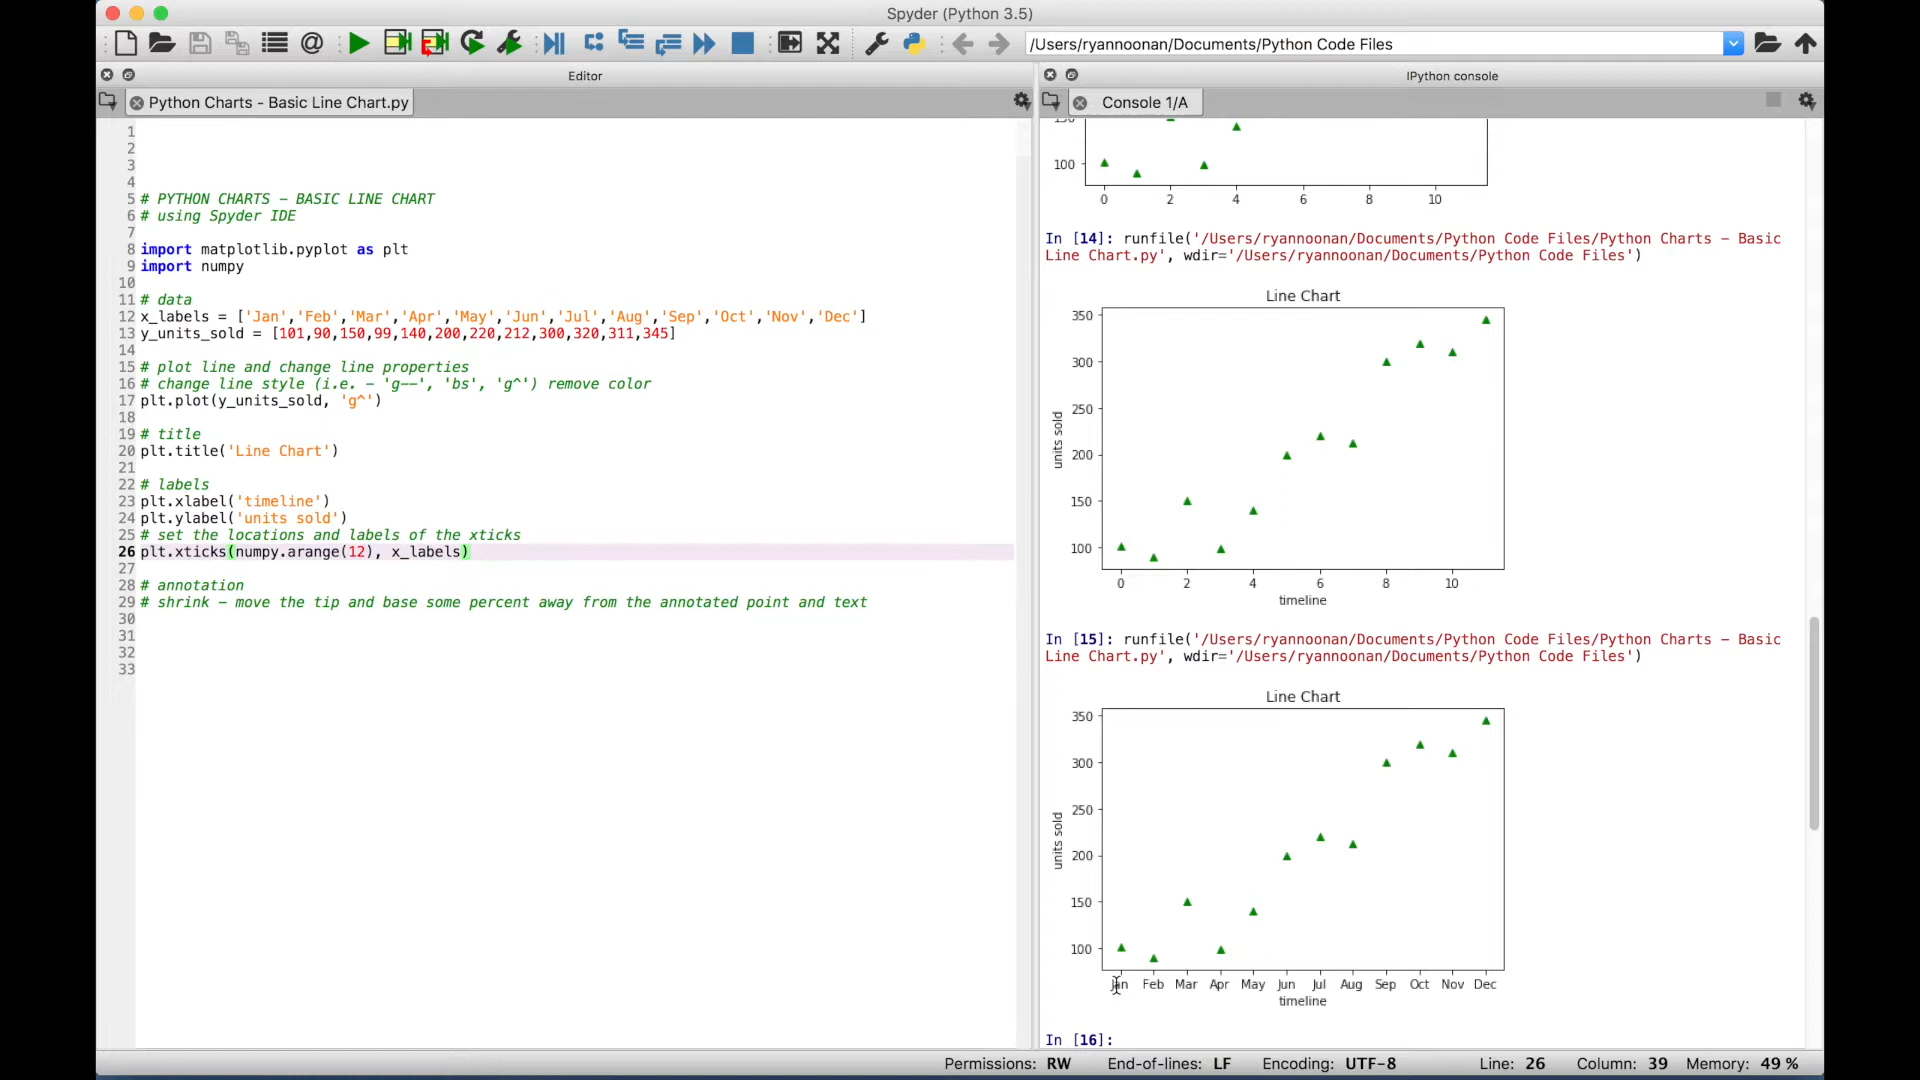 Spyder (Python 3.5)
/Users/ryannoonan/Documents/Python Code Files
Editor
Python Charts - Basic Line Chart.py
1
2
3
4
5 # PYTHON CHARTS - BASIC LINE CHART
6 # using Spyder IDE
7
8 import matplotlib.pyplot as plt
9 import numpy
10
11 # data
12 x_labels = ['Jan','Feb','Mar','Apr','May','Jun','Jul','Aug','Sep','Oct','Nov','Dec']
13 y_units_sold = [101,90,150,99,140,200,220,212,300,320,311,345]
14
15 # plot line and change line properties
16 # change line style (i.e. - 'g--', 'bs', 'g^') remove color
17 plt.plot(y_units_sold, 'g^')
18
19 # title
20 plt.title('Line Chart')
21
22 # labels
23 plt.xlabel('timeline')
24 plt.ylabel('units sold')
25 # set the locations and labels of the xticks
26 plt.xticks(numpy.arange(12), x_labels)
27
28 # annotation
29 # shrink - move the tip and base some percent away from the annotated point and text
30
31
32
33
IPython console
Console 1/A
150
100
0 2 4 6 8 10
In [14]: runfile('/Users/ryannoonan/Documents/Python Code Files/Python Charts - Basic
Line Chart.py', wdir='/Users/ryannoonan/Documents/Python Code Files')
Line Chart
350
300
250
200
150
100
units sold
0 2 4 6 8 10
timeline
In [15]: runfile('/Users/ryannoonan/Documents/Python Code Files/Python Charts - Basic
Line Chart.py', wdir='/Users/ryannoonan/Documents/Python Code Files')
Line Chart
350
300
250
200
150
100
units sold
Jan Feb Mar Apr May Jun Jul Aug Sep Oct Nov Dec
timeline
In [16]:
Permissions: RW End-of-lines: LF Encoding: UTF-8 Line: 26 Column: 39 Memory: 49 %